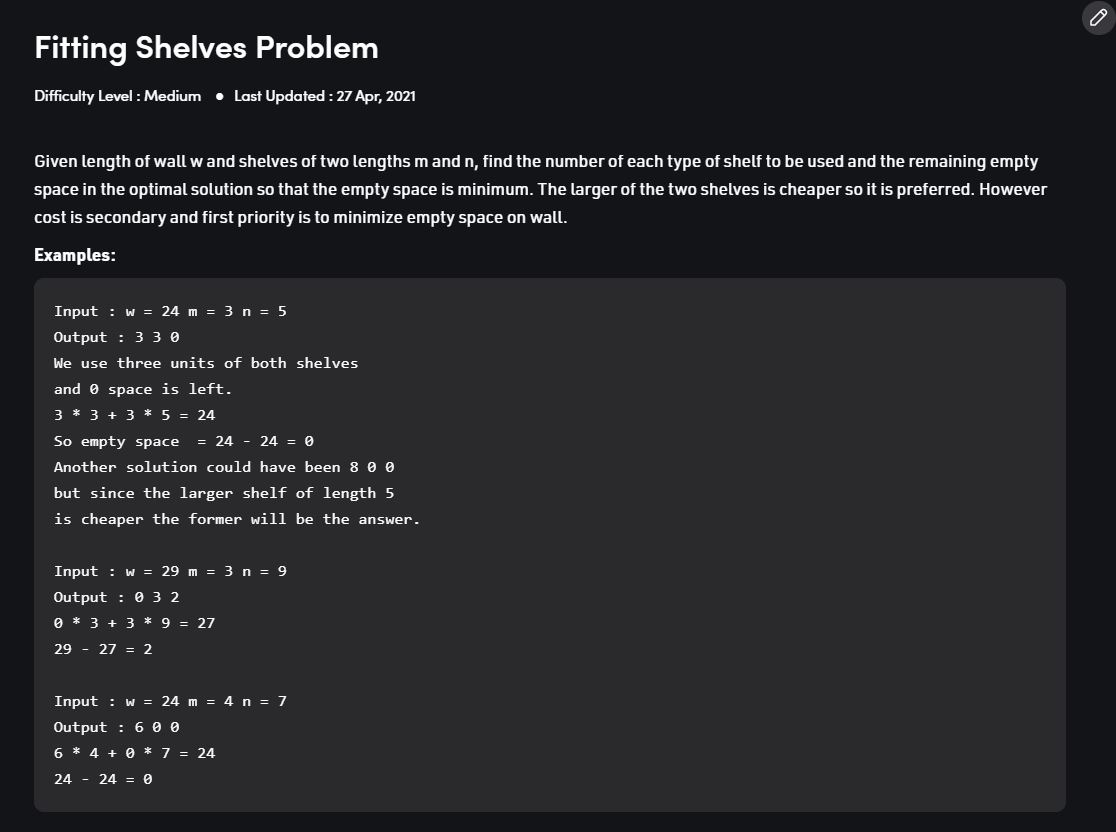 Fitting Shelves Problem
Difficulty Level : Medium ● Last Updated : 27 Apr, 2021
Given length of wall w and shelves of two lengths m and n, find the number of each type of shelf to be used and the remaining empty
space in the optimal solution so that the empty space is minimum. The larger of the two shelves is cheaper so it is preferred. However
cost is secondary and first priority is to minimize empty space on wall.
Examples:
Input : w = 24 m = 3 n = 5
Output : 3 3 0
We use three units of both shelves
and 0 space is left.
3 * 3 + 3 * 5 = 24
So empty space  = 24 - 24 = 0
Another solution could have been 8 0 0
but since the larger shelf of length 5
is cheaper the former will be the answer.
Input : w = 29 m = 3 n = 9
Output : 0 3 2
0 * 3 + 3 * 9 = 27
29 - 27 = 2
Input : w = 24 m = 4 n = 7
Output : 6 0 0
6 * 4 + 0 * 7 = 24
24 - 24 = 0